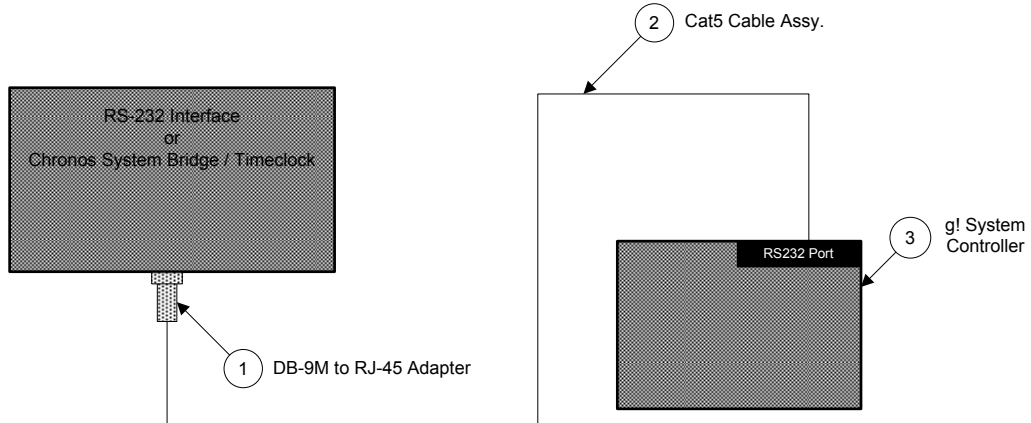 2
Cat5 Cable Assy.
RS-232 Interface
or
Chronos System Bridge / Timeclock
3
g! System
Controller
RS232 Port
1
DB-9M to RJ-45 Adapter